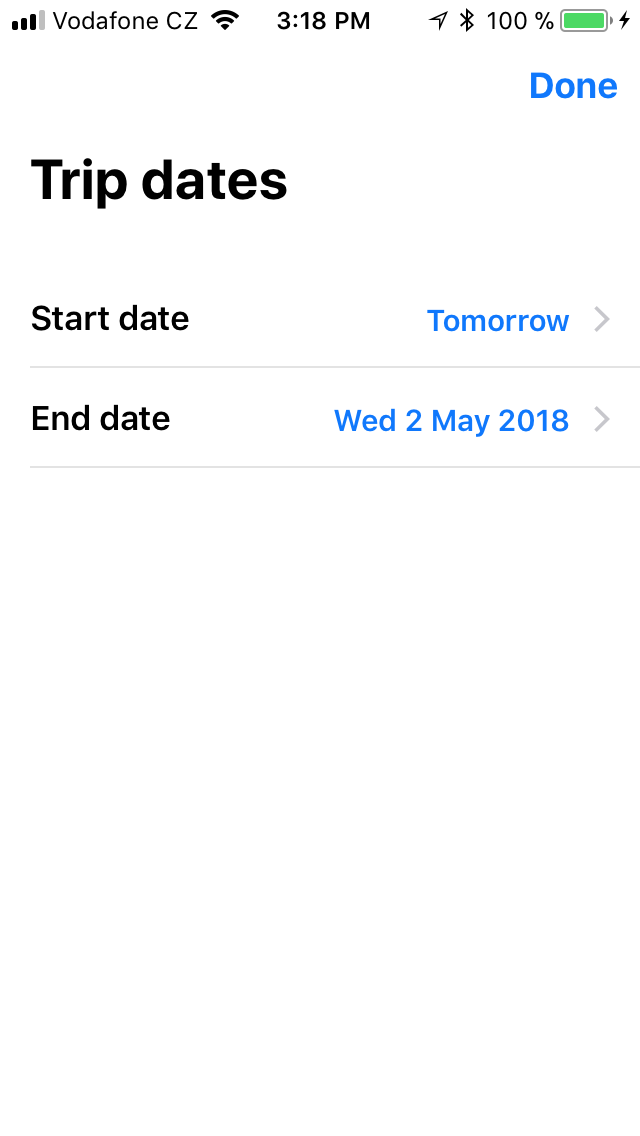 Vodafone CZ 3:18 PM 100 %
Done
Trip dates
Start date Tomorrow
End date Wed 2 May 2018